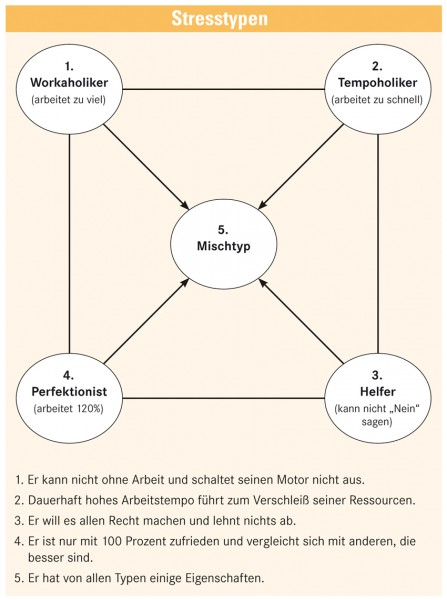 Stresstypen
1.
Workaholiker
(arbeitet zu viel)
2.
Tempoholiker
(arbeitet zu schnell)
5.
Mischtyp
4.
Perfektionist
(arbeitet 120%)
3.
Helfer
(kann nicht „Nein“
sagen)
1. Er kann nicht ohne Arbeit und schaltet seinen Motor nicht aus.
2. Dauerhaft hohes Arbeitstempo führt zum Verschleiß seiner Ressourcen.
3. Er will es allen Recht machen und lehnt nichts ab.
4. Er ist nur mit 100 Prozent zufrieden und vergleicht sich mit anderen, die
besser sind.
5. Er hat von allen Typen einige Eigenschaften.